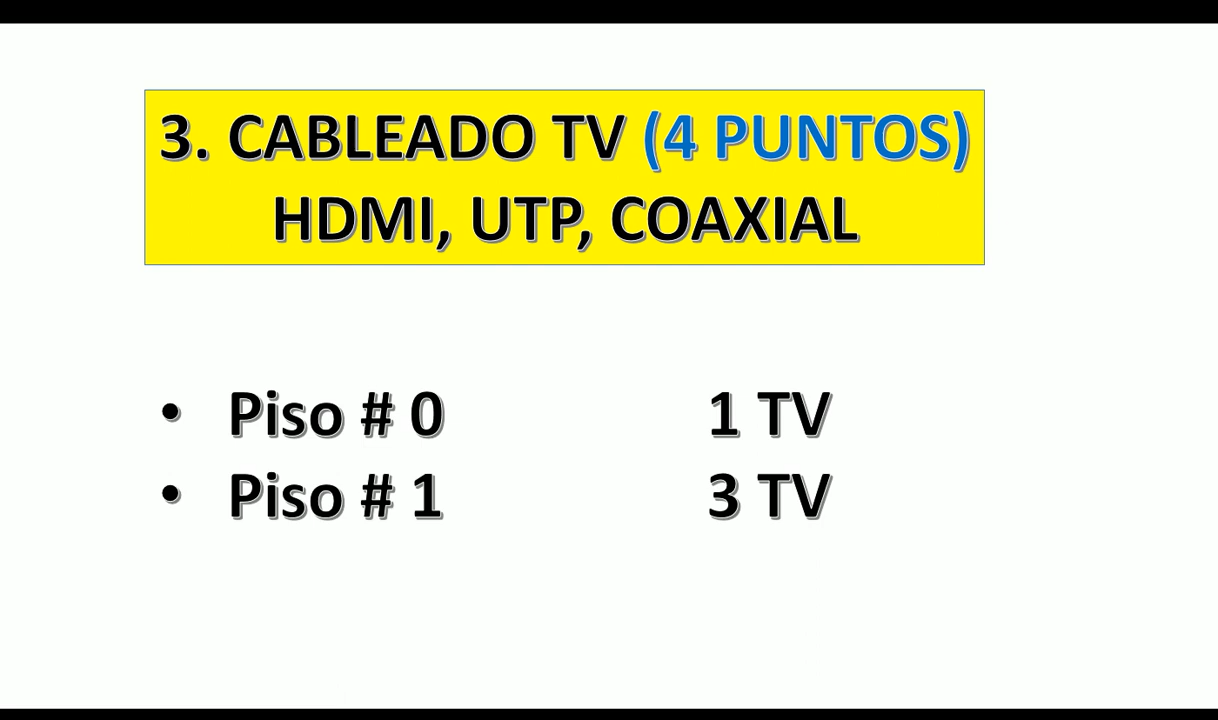 3. CABLEADO TV (4 PUNTOS)
HDMI, UTP, COAXIAL
• Piso # 0 1 TV
• Piso # 1 3 TV